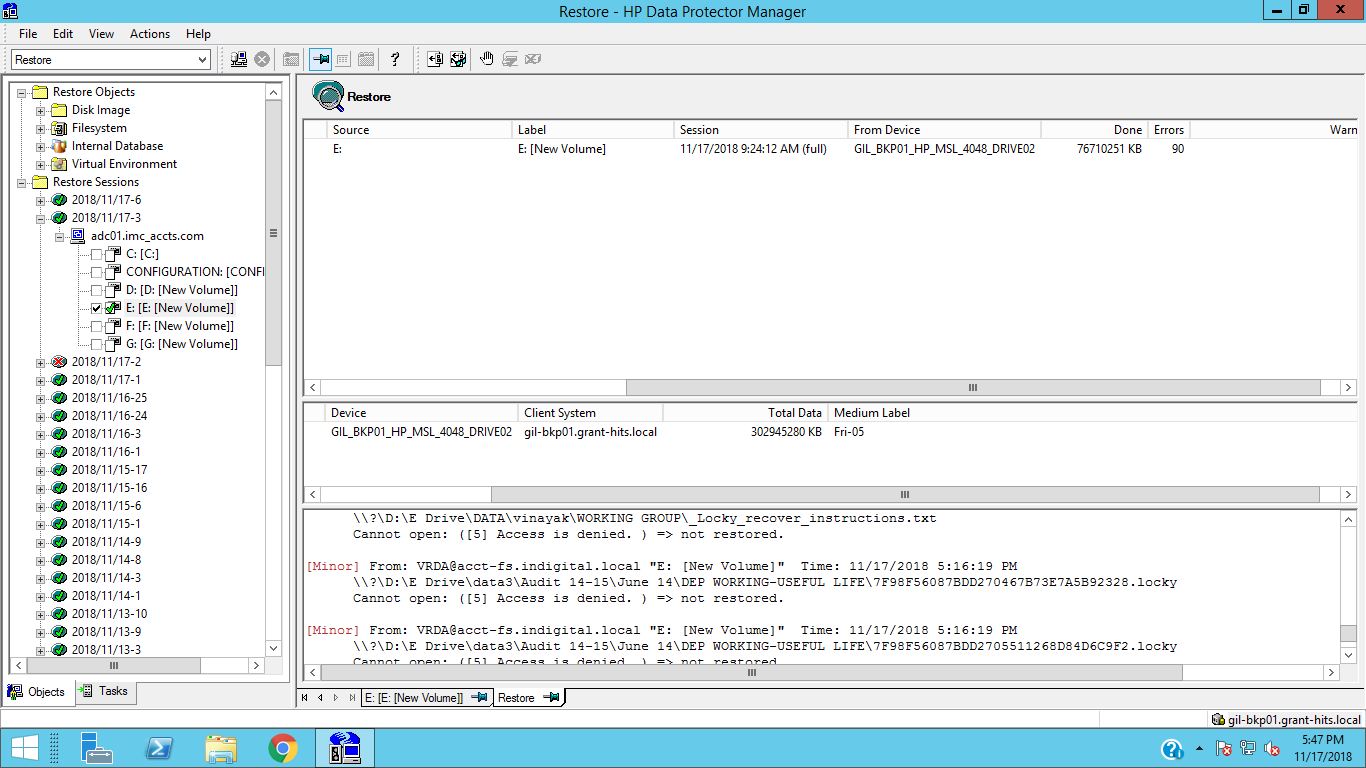 Restore - HP Data Protector Manager
File Edit View Actions Help
Restore
Restore Objects
Disk Image
Filesystem
Internal Database
Virtual Environment
Restore Sessions
2018/11/17-6
2018/11/17-3
adc01.imc_accts.com
C: [C:]
CONFIGURATION: [CONFI
D: [D: [New Volume]]
E: [E: [New Volume]]
F: [F: [New Volume]]
G: [G: [New Volume]]
2018/11/17-2
2018/11/17-1
2018/11/16-25
2018/11/16-24
2018/11/16-3
2018/11/16-1
2018/11/15-17
2018/11/15-16
2018/11/15-6
2018/11/15-1
2018/11/14-9
2018/11/14-8
2018/11/14-3
2018/11/14-1
2018/11/13-10
2018/11/13-9
2018/11/13-3
Objects Tasks
Restore
Source Label Session From Device Done Errors Warn
E: E: [New Volume] 11/17/2018 9:24:12 AM (full) GIL_BKP01_HP_MSL_4048_DRIVE02 76710251 KB 90
Device Client System Total Data Medium Label
GIL_BKP01_HP_MSL_4048_DRIVE02 gil-bkp01.grant-hits.local 302945280 KB Fri-05
\\?\D:\E Drive\DATA\vinayak\WORKING GROUP\_Locky_recover_instructions.txt
Cannot open: ([5] Access is denied. ) => not restored.
[Minor] From: VRDA@acct-fs.indigital.local "E: [New Volume]" Time: 11/17/2018 5:16:19 PM
\\?\D:\E Drive\data3\Audit 14-15\June 14\DEP WORKING-USEFUL LIFE\7F98F56087BDD270467B73E7A5B92328.locky
Cannot open: ([5] Access is denied. ) => not restored.
[Minor] From: VRDA@acct-fs.indigital.local "E: [New Volume]" Time: 11/17/2018 5:16:19 PM
\\?\D:\E Drive\data3\Audit 14-15\June 14\DEP WORKING-USEFUL LIFE\7F98F56087BDD2705511268D84D6C9F2.locky
Cannot open: ([5] Access is denied. ) => not restored
E: [E: [New Volume]] Restore
gil-bkp01.grant-hits.local
5:47 PM
11/17/2018